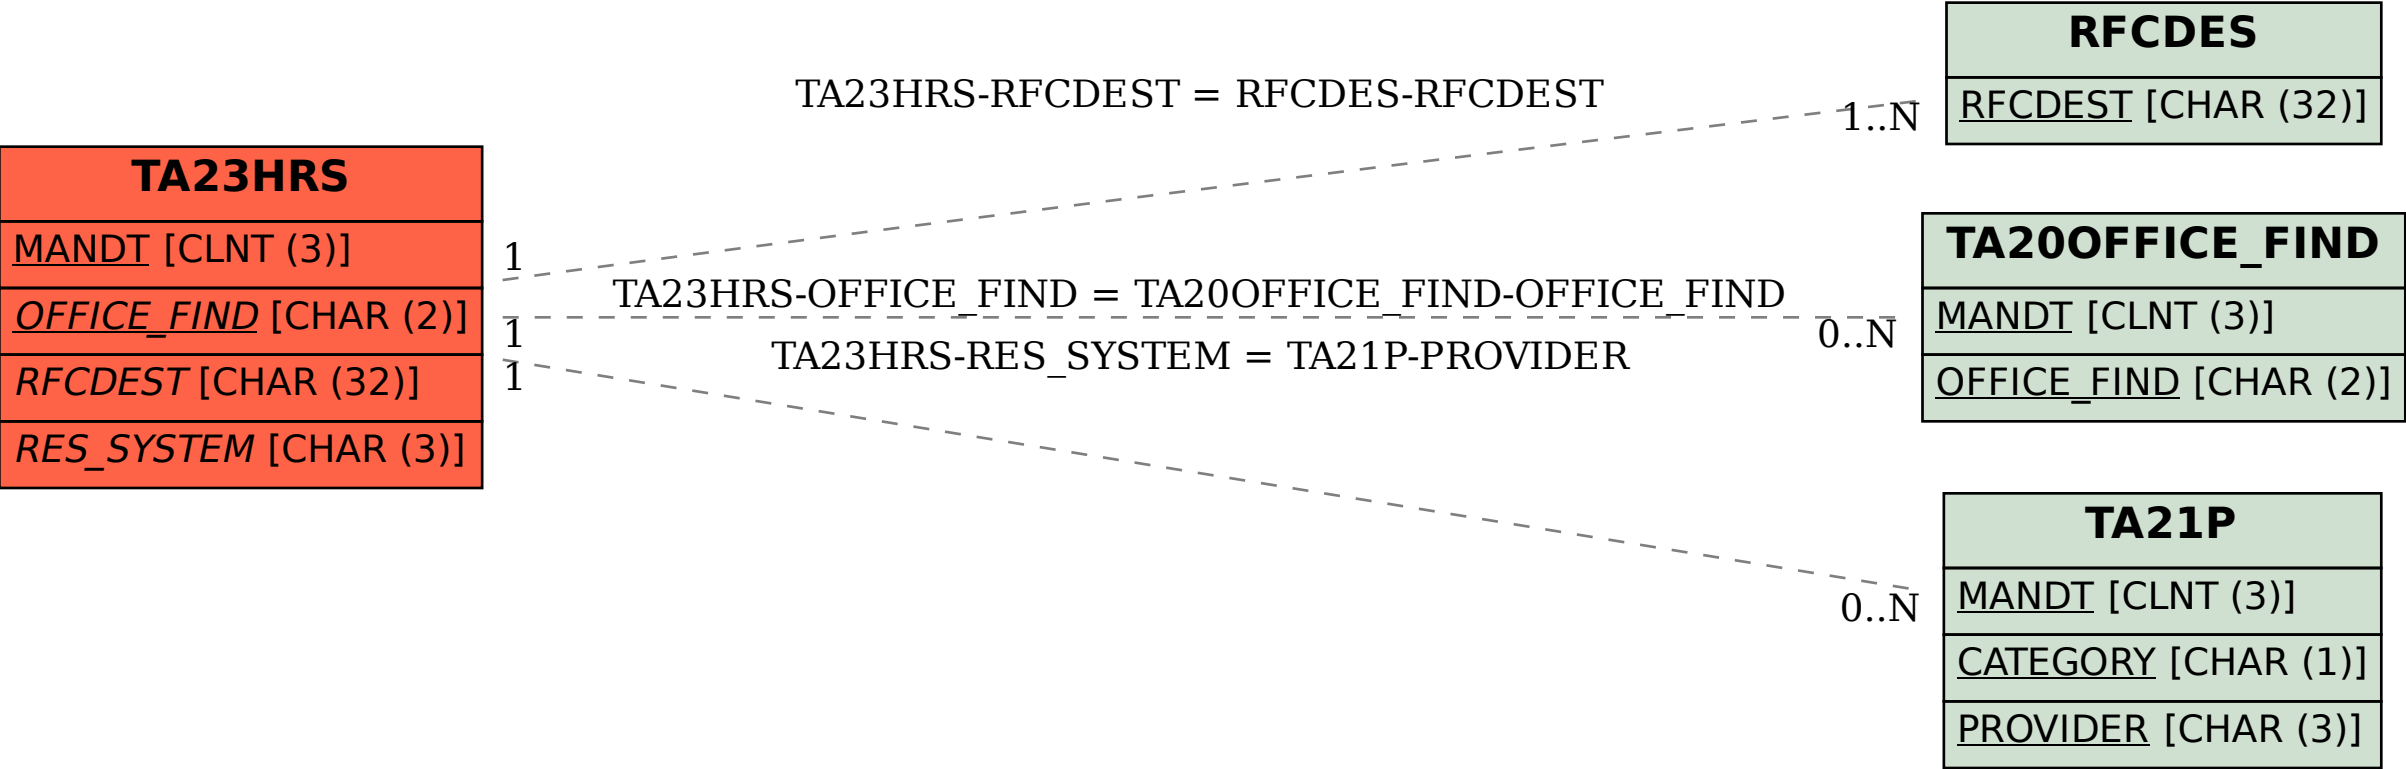 TA23HRS
MANDT [CLNT (3)]
OFFICE_FIND [CHAR (2)]
RFCDEST [CHAR (32)]
RES_SYSTEM [CHAR (3)]
TA23HRS-RFCDEST = RFCDES-RFCDEST
1
1..N
TA23HRS-OFFICE_FIND = TA20OFFICE_FIND-OFFICE_FIND
1
0..N
TA23HRS-RES_SYSTEM = TA21P-PROVIDER
1
0..N
RFCDES
RFCDEST [CHAR (32)]
TA20OFFICE_FIND
MANDT [CLNT (3)]
OFFICE_FIND [CHAR (2)]
TA21P
MANDT [CLNT (3)]
CATEGORY [CHAR (1)]
PROVIDER [CHAR (3)]